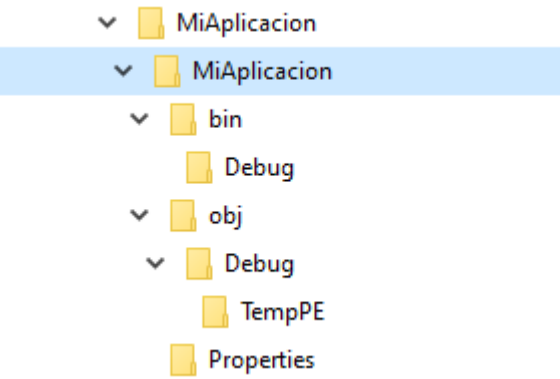 MiAplicacion
MiAplicacion
bin
Debug
obj
Debug
TempPE
Properties